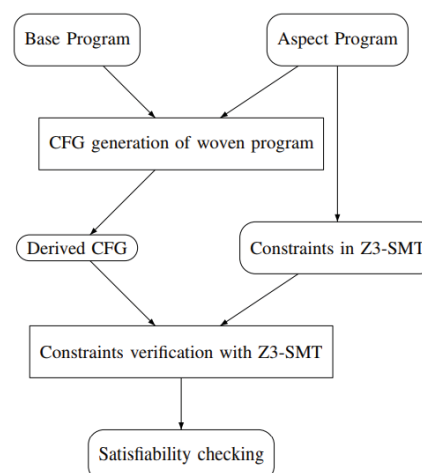 Base Program
Aspect Program
CFG generation of woven program
Derived CFG
Constraints in Z3-SMT
Constraints verification with Z3-SMT
Satisfiability checking